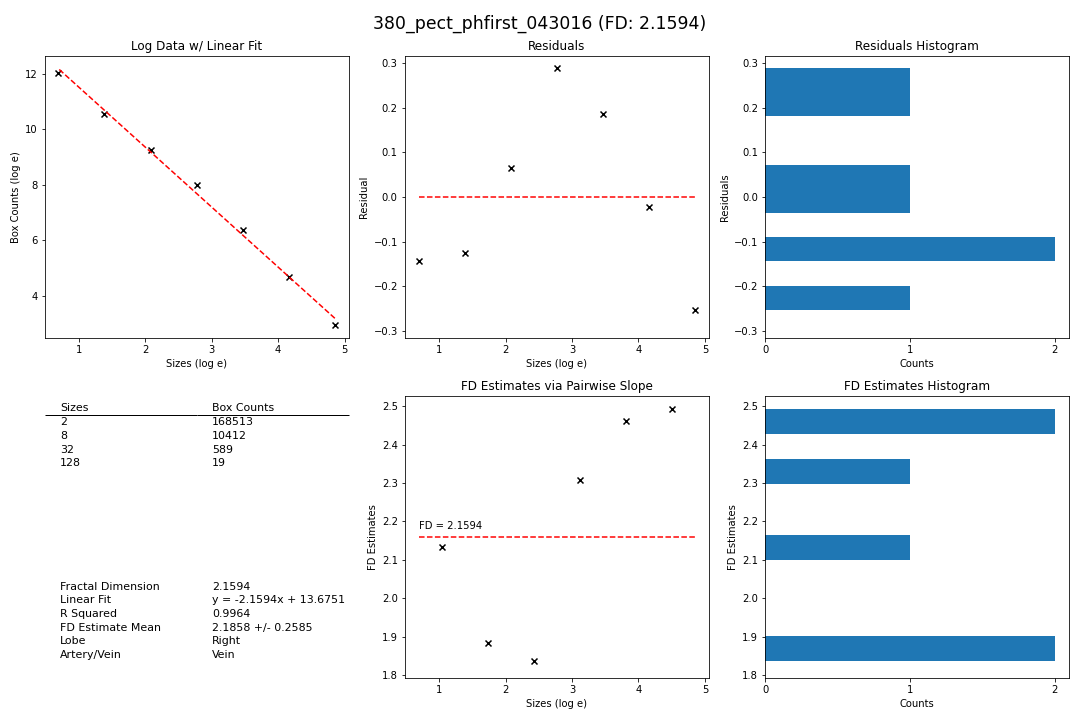 380_pect_phfirst_043016 (FD: 2.1594)
Log Data w/ Linear Fit
Box Counts (log e)
12
10
8
6
4
1 2 3 4 5
Sizes (log e)
Residuals
Residual
0.3
0.2
0.1
0.0
−0.1
−0.2
−0.3
1 2 3 4 5
Sizes (log e)
Residuals Histogram
Residuals
0.3
0.2
0.1
0.0
−0.1
−0.2
−0.3
0 1 2
Counts
Sizes Box Counts
2 168513
8 10412
32 589
128 19
Fractal Dimension 2.1594
Linear Fit y = -2.1594x + 13.6751
R Squared 0.9964
FD Estimate Mean 2.1858 +/- 0.2585
Lobe Right
Artery/Vein Vein
FD Estimates via Pairwise Slope
FD Estimates
2.5
2.4
2.3
2.2
2.1
2.0
1.9
1.8
FD = 2.1594
1 2 3 4 5
Sizes (log e)
FD Estimates Histogram
FD Estimates
2.5
2.4
2.3
2.2
2.1
2.0
1.9
1.8
0 1 2
Counts